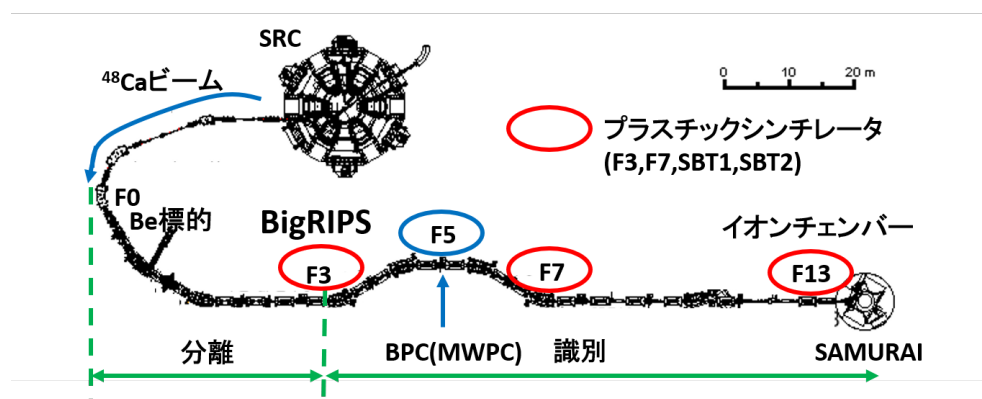 SRC
⁴⁸Caビーム
0 10 20 m
プラスチックシンチレータ
(F3,F7,SBT1,SBT2)
F0
Be標的
BigRIPS
F3
F5
F7
イオンチェンバー
F13
分離
BPC(MWPC)
識別
SAMURAI